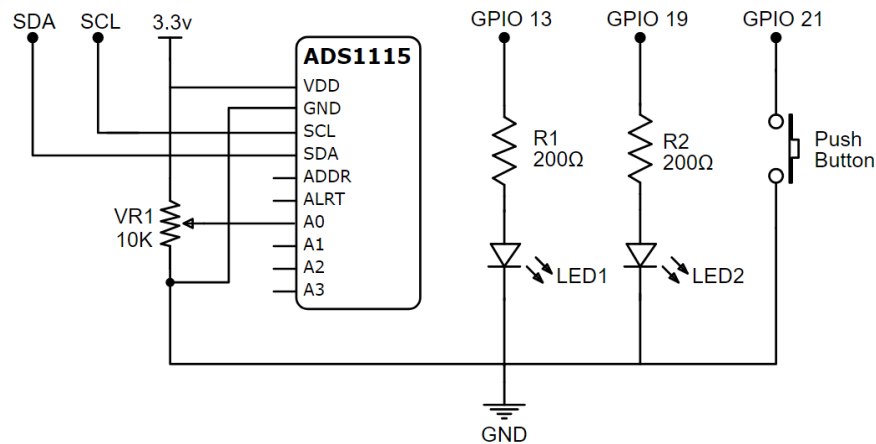 SDA
SCL
3.3v
GPIO 13
GPIO 19
GPIO 21
ADS1115
VDD
GND
SCL
SDA
ADDR
ALRT
A0
A1
A2
A3
VR1
10K
R1
200Ω
R2
200Ω
Push
Button
LED1
LED2
GND